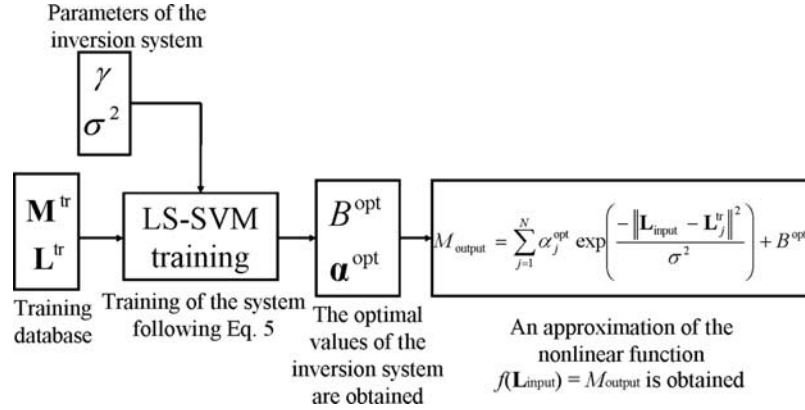 Parameters of the
inversion system
γ
σ²
M^tr
L^tr
Training
database
LS-SVM
training
Training of the system
following Eq. 5
B^opt
α^opt
The optimal
values of the
inversion system
are obtained
M_output = ∑_{j=1}^{N} α_j^opt exp(−‖L_input − L_j^tr‖² / σ²) + B^opt
An approximation of the
nonlinear function
f(L_input) = M_output is obtained